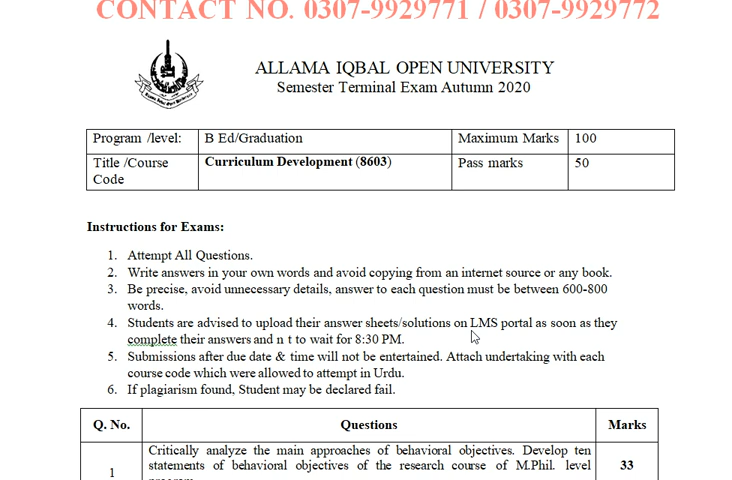 CONTACT NO. 0307-9929771 / 0307-9929772
ALLAMA IQBAL OPEN UNIVERSITY
Semester Terminal Exam Autumn 2020
Program /level: B Ed/Graduation Maximum Marks 100
Title /Course Code Curriculum Development (8603) Pass marks 50
Instructions for Exams:
1. Attempt All Questions.
2. Write answers in your own words and avoid copying from an internet source or any book.
3. Be precise, avoid unnecessary details, answer to each question must be between 600-800
words.
4. Students are advised to upload their answer sheets/solutions on LMS portal as soon as they
complete their answers and n t to wait for 8:30 PM.
5. Submissions after due date & time will not be entertained. Attach undertaking with each
course code which were allowed to attempt in Urdu.
6. If plagiarism found, Student may be declared fail.
Q. No. Questions Marks
Critically analyze the main approaches of behavioral objectives. Develop ten
1 statements of behavioral objectives of the research course of M.Phil. level 33